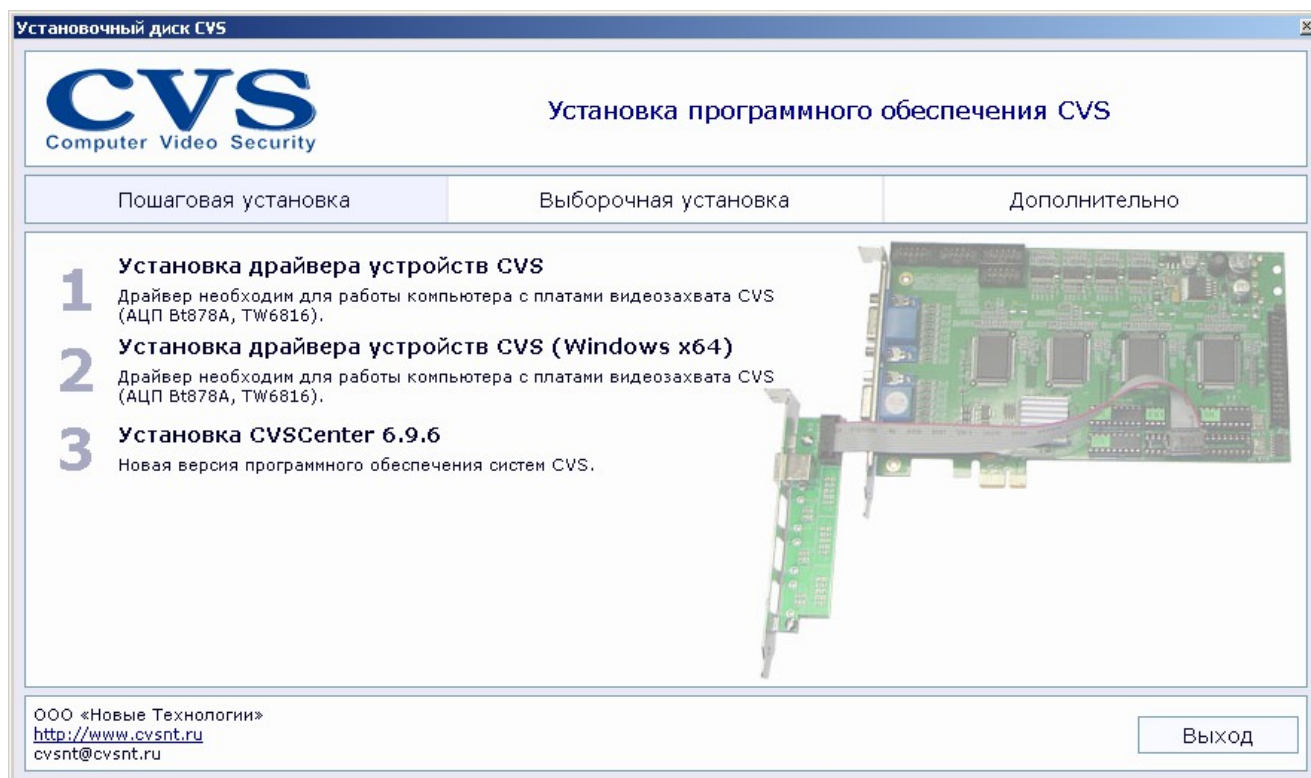 Установочный диск CVS
CVS
Computer Video Security
Установка программного обеспечения CVS
Пошаговая установка
Выборочная установка
Дополнительно
1
Установка драйвера устройств CVS
Драйвер необходим для работы компьютера с платами видеозахвата CVS
(АЦП Bt878A, TW6816).
2
Установка драйвера устройств CVS (Windows x64)
Драйвер необходим для работы компьютера с платами видеозахвата CVS
(АЦП Bt878A, TW6816).
3
Установка CVSCenter 6.9.6
Новая версия программного обеспечения систем CVS.
ООО «Новые Технологии»
http://www.cvsnt.ru
cvsnt@cvsnt.ru
Выход